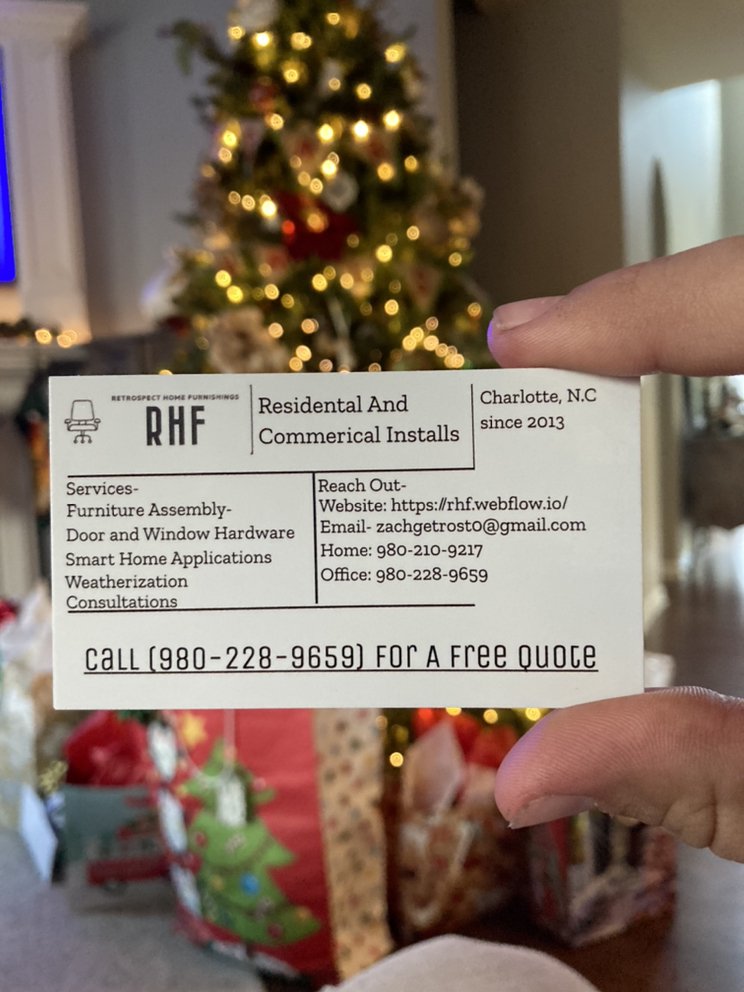 RETROSPECT HOME FURNISHINGS
RHF
Residental And
Commerical Installs
Charlotte, N.C
since 2013
Services-
Furniture Assembly-
Door and Window Hardware
Smart Home Applications
Weatherization
Consultations
Reach Out-
Website: https://rhf.webflow.io/
Email- zachgetrost0@gmail.com
Home: 980-210-9217
Office: 980-228-9659
Call (980-228-9659) For A Free Quote